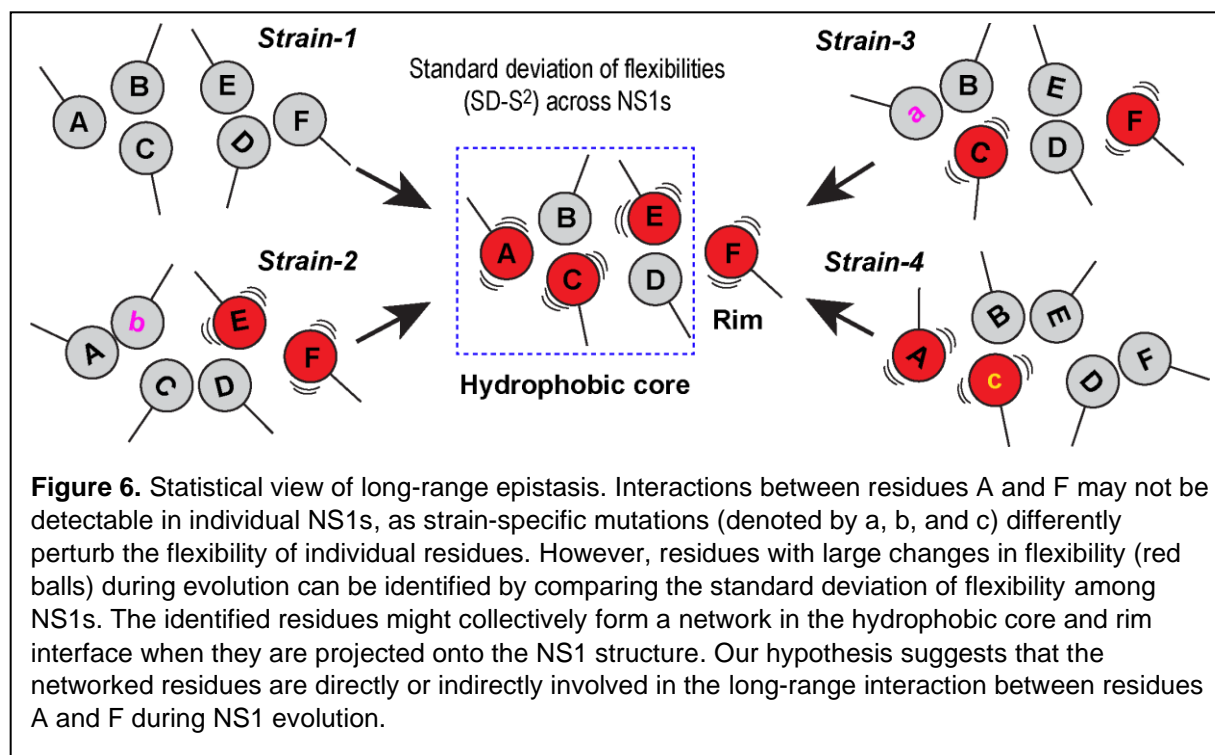 Strain-1
B
E
A
F
C
D
Standard deviation of flexibilities
(SD-S²) across NS1s
Strain-3
B
E
a
F
C
D
Strain-2
b
E
A
F
C
D
B
E
A
F
C
D
Rim
Hydrophobic core
Strain-4
B
E
A
F
c
D
Figure 6. Statistical view of long-range epistasis. Interactions between residues A and F may not be
detectable in individual NS1s, as strain-specific mutations (denoted by a, b, and c) differently
perturb the flexibility of individual residues. However, residues with large changes in flexibility (red
balls) during evolution can be identified by comparing the standard deviation of flexibility among
NS1s. The identified residues might collectively form a network in the hydrophobic core and rim
interface when they are projected onto the NS1 structure. Our hypothesis suggests that the
networked residues are directly or indirectly involved in the long-range interaction between residues
A and F during NS1 evolution.